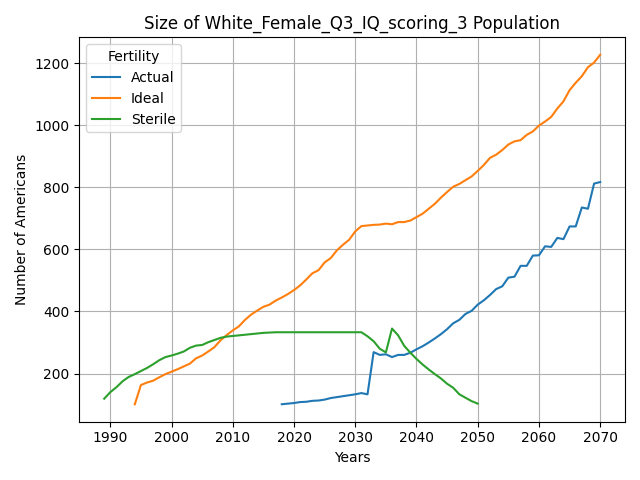 Size of White_Female_Q3_IQ_scoring_3 Population
Fertility
Actual
Ideal
Sterile
Number of Americans
1200
1000
800
600
400
200
1990 2000 2010 2020 2030 2040 2050 2060 2070
Years